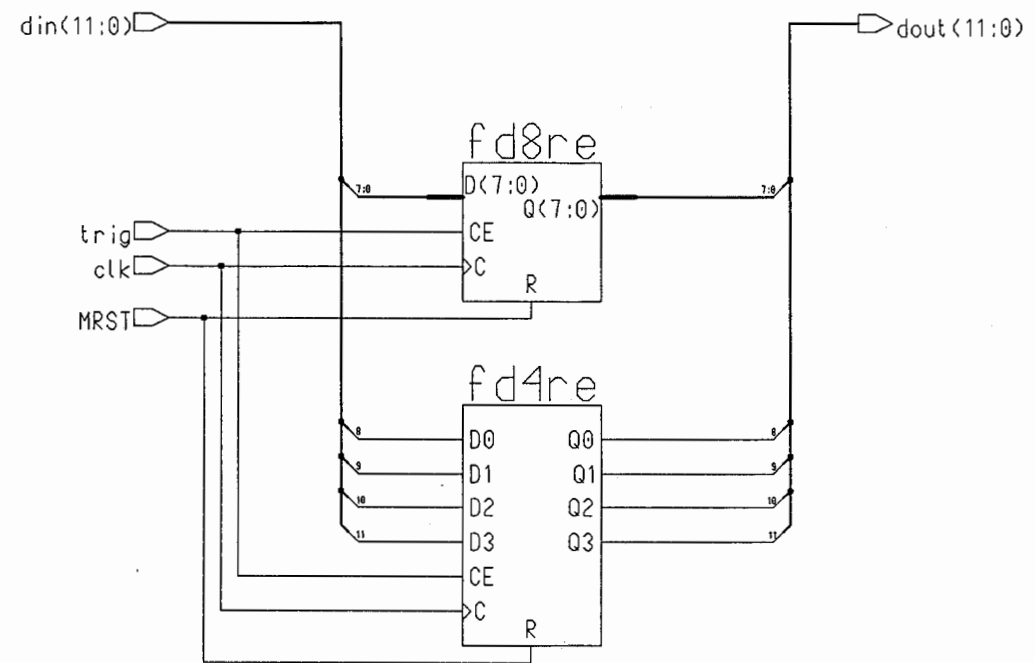 din(11:0)
dout(11:0)
fd8re
7:0
D(7:0)
7:0
Q(7:0)
trig
CE
clk
C
R
MRST
fd4re
8
D0
Q0
8
9
D1
Q1
9
10
D2
Q2
10
11
D3
Q3
11
CE
C
R